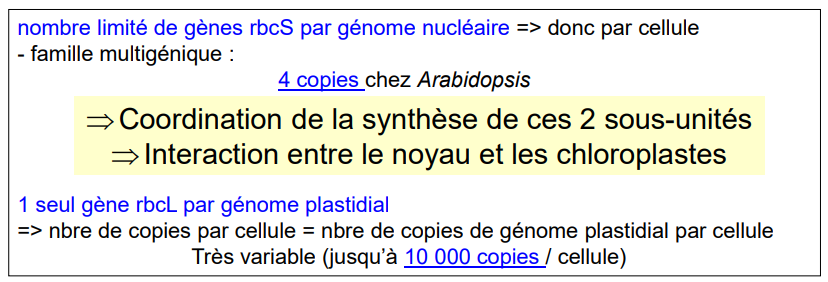 nombre limité de gènes rbcS par génome nucléaire => donc par cellule
- famille multigénique :
4 copies chez Arabidopsis
⇒ Coordination de la synthèse de ces 2 sous-unités
⇒ Interaction entre le noyau et les chloroplastes
1 seul gène rbcL par génome plastidial
=> nbre de copies par cellule = nbre de copies de génome plastidial par cellule
Très variable (jusqu’à 10 000 copies / cellule)